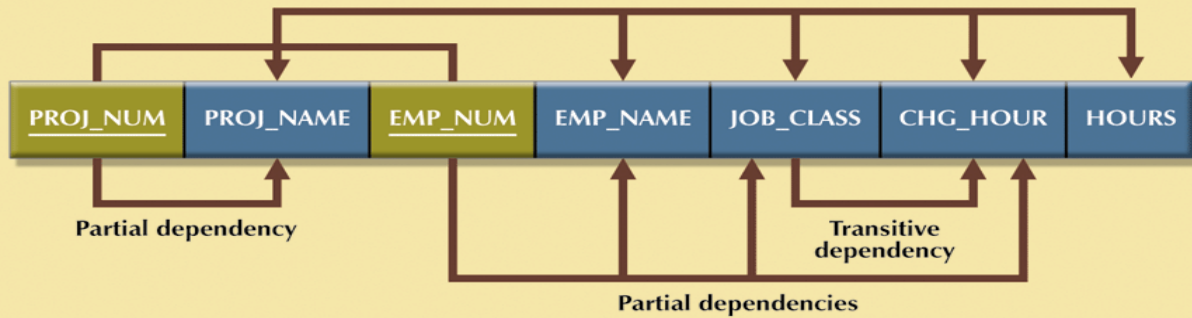 PROJ_NUM PROJ_NAME EMP_NUM EMP_NAME JOB_CLASS CHG_HOUR HOURS
Partial dependency
Transitive
dependency
Partial dependencies